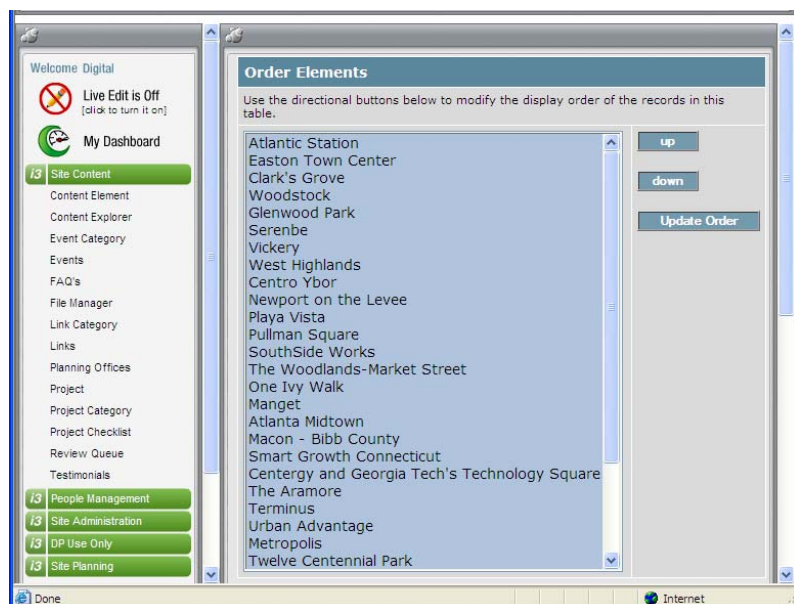 Welcome Digital
Live Edit is Off
[click to turn it on]
My Dashboard
i3 Site Content
Content Element
Content Explorer
Event Category
Events
FAQ's
File Manager
Link Category
Links
Planning Offices
Project
Project Category
Project Checklist
Review Queue
Testimonials
i3 People Management
i3 Site Administration
i3 DP Use Only
i3 Site Planning
Order Elements
Use the directional buttons below to modify the display order of the records in this
table.
Atlantic Station
Easton Town Center
Clark's Grove
Woodstock
Glenwood Park
Serenbe
Vickery
West Highlands
Centro Ybor
Newport on the Levee
Playa Vista
Pullman Square
SouthSide Works
The Woodlands-Market Street
One Ivy Walk
Manget
Atlanta Midtown
Macon - Bibb County
Smart Growth Connecticut
Centergy and Georgia Tech's Technology Square
The Aramore
Terminus
Urban Advantage
Metropolis
Twelve Centennial Park
up
down
Update Order
Done
Internet